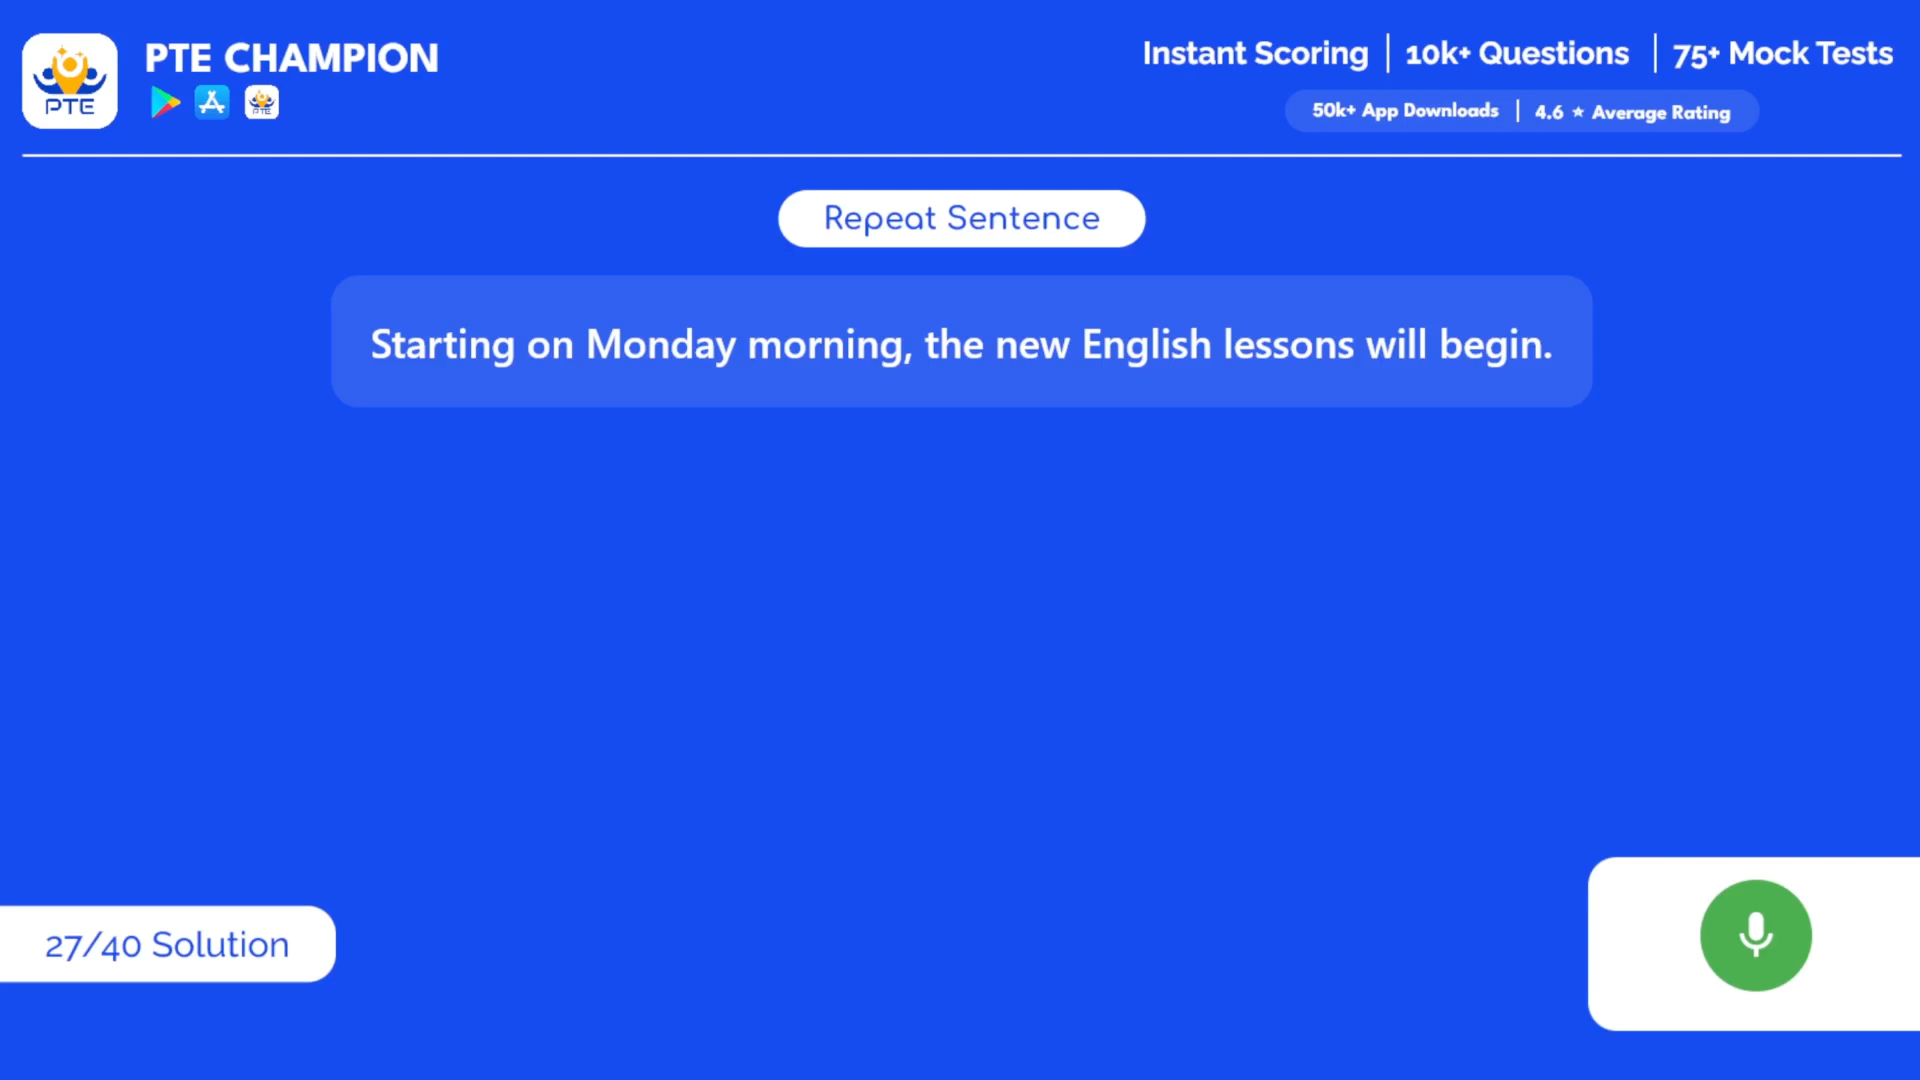 PTE CHAMPION
PTE
PTE
Instant Scoring | 10k+ Questions | 75+ Mock Tests
50k+ App Downloads | 4.6 ★ Average Rating
Repeat Sentence
Starting on Monday morning, the new English lessons will begin.
27/40 Solution